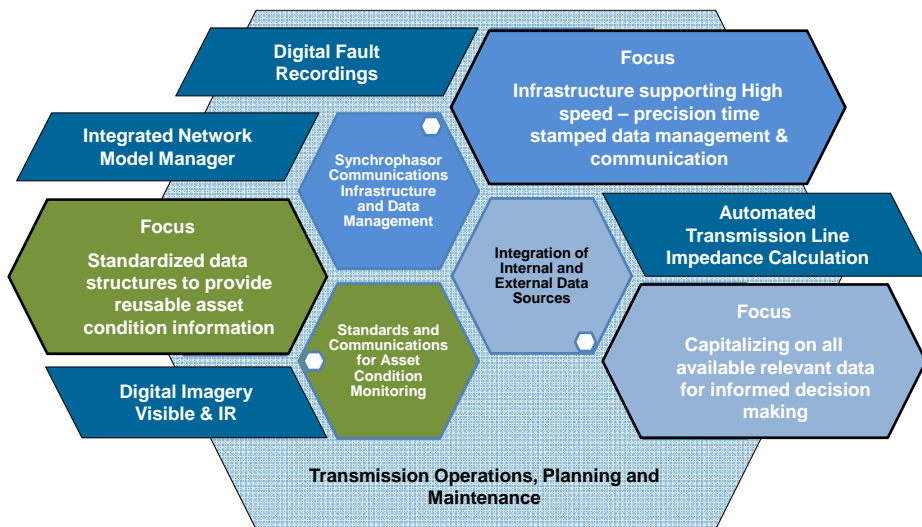 Digital Fault
Recordings
Focus
Infrastructure supporting High
speed – precision time
stamped data management &
communication
Integrated Network
Model Manager
Synchrophasor
Communications
Infrastructure
and Data
Management
Focus
Standardized data
structures to provide
reusable asset
condition information
Integration of
Internal and
External Data
Sources
Automated
Transmission Line
Impedance Calculation
Standards and
Communications
for Asset
Condition
Monitoring
Focus
Capitalizing on all
available relevant data
for informed decision
making
Digital Imagery
Visible & IR
Transmission Operations, Planning and
Maintenance